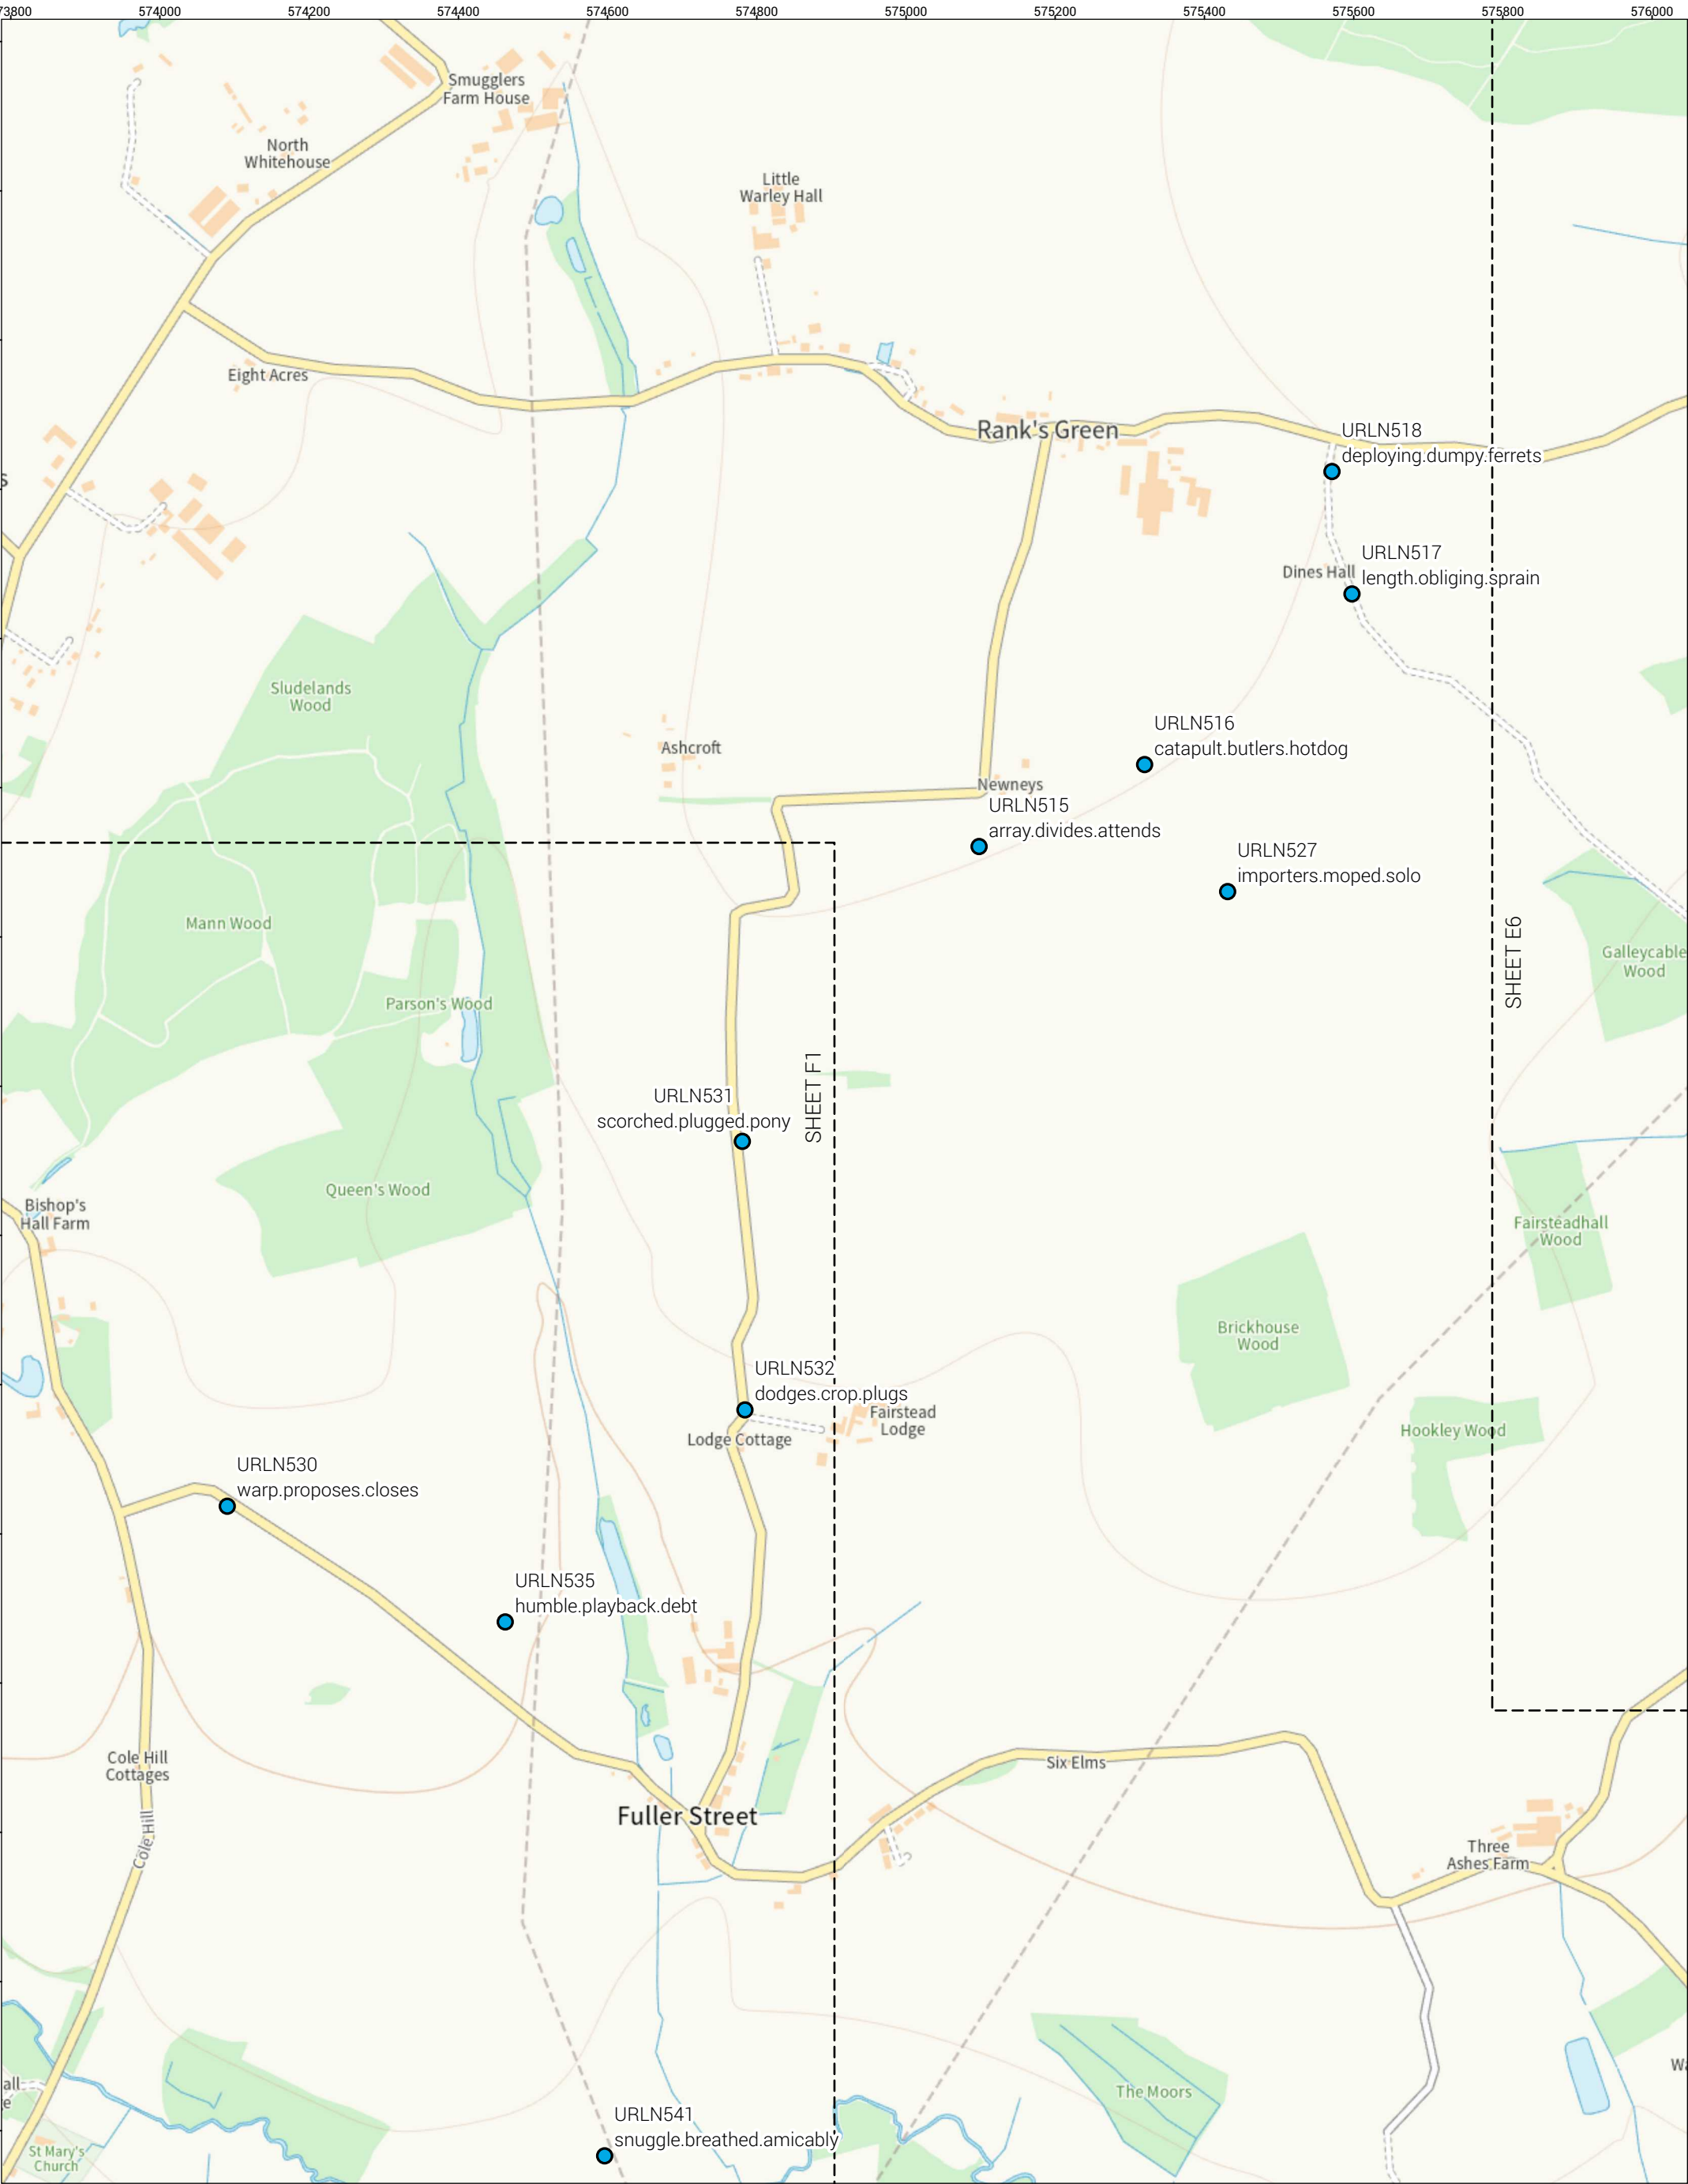 73800 574000 574200 574400 574600 574800 575000 575200 575400 575600 575800 576000
Smugglers
Farm House
North
Whitehouse
Little
Warley Hall
Eight Acres
Rank's Green
URLN518
deploying.dumpy.ferrets
s
URLN517
length.obliging.sprain
Dines Hall
Sludelands
Wood
URLN516
catapult.butlers.hotdog
Ashcroft
Newneys
URLN515
array.divides.attends
URLN527
importers.moped.solo
Mann Wood
SHEET E6
Galleycable
Wood
Parson's Wood
SHEET F1
URLN531
scorched.plugged.pony
Queen's Wood
Bishop's
Hall Farm
Fairsteadhall
Wood
Brickhouse
Wood
URLN532
dodges.crop.plugs
Fairstead
Lodge
Lodge Cottage
Hookley Wood
URLN530
warp.proposes.closes
URLN535
humble.playback.debt
Cole Hill
Cottages
Six Elms
Fuller Street
Cole Hill
Three
Ashes Farm
Wa
all
e
The Moors
URLN541
snuggle.breathed.amicably
St Mary's
Church